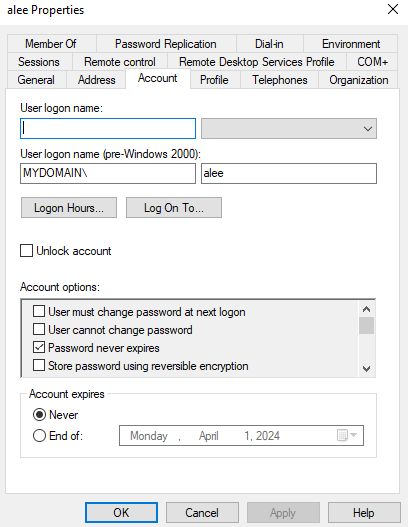 alee Properties
Member Of Password Replication Dial-in Environment
Sessions Remote control Remote Desktop Services Profile COM+
General Address Account Profile Telephones Organization
User logon name:
User logon name (pre-Windows 2000):
MYDOMAIN\ alee
Logon Hours... Log On To...
Unlock account
Account options:
User must change password at next logon
User cannot change password
Password never expires
Store password using reversible encryption
Account expires
Never
End of: Monday , April 1, 2024
OK Cancel Apply Help